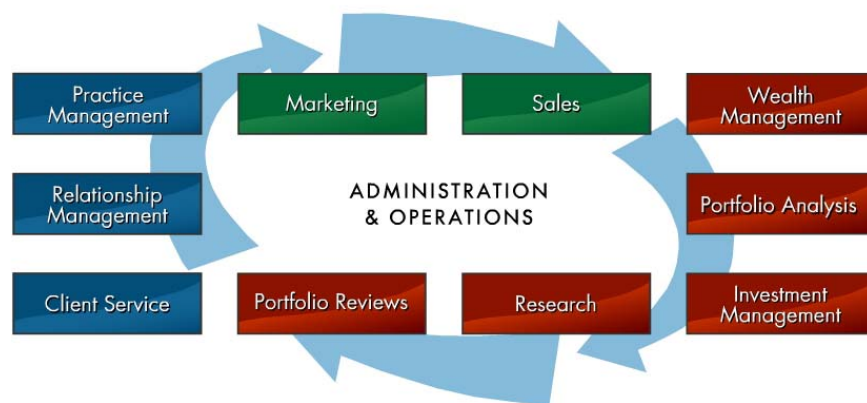 Practice
Management
Marketing
Sales
Wealth
Management
Relationship
Management
ADMINISTRATION
& OPERATIONS
Portfolio Analysis
Client Service
Portfolio Reviews
Research
Investment
Management